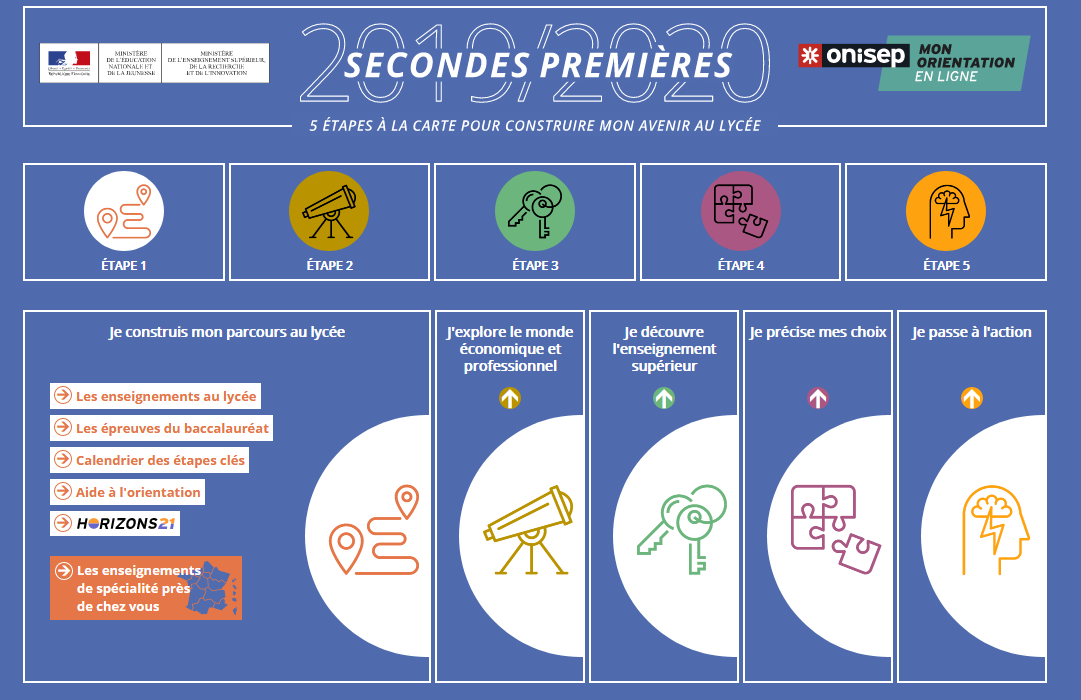 2019/2020
SECONDES PREMIÈRES
5 ÉTAPES À LA CARTE POUR CONSTRUIRE MON AVENIR AU LYCÉE
MINISTÈRE
DE L'ÉDUCATION
NATIONALE ET
DE LA JEUNESSE
MINISTÈRE
DE L'ENSEIGNEMENT SUPÉRIEUR,
DE LA RECHERCHE
ET DE L'INNOVATION
onisep
MON
ORIENTATION
EN LIGNE
ÉTAPE 1
ÉTAPE 2
ÉTAPE 3
ÉTAPE 4
ÉTAPE 5
Je construis mon parcours au lycée
Les enseignements au lycée
Les épreuves du baccalauréat
Calendrier des étapes clés
Aide à l'orientation
HORIZONS21
Les enseignements
de spécialité près
de chez vous
J'explore le monde
économique et
professionnel
Je découvre
l'enseignement
supérieur
Je précise mes choix
Je passe à l'action